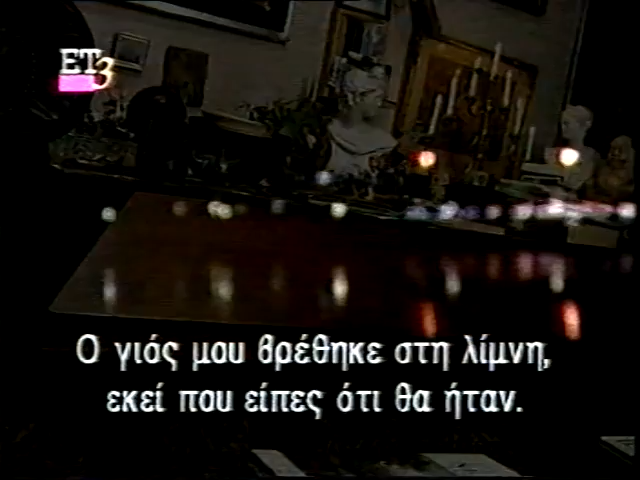 ET3
Ο γιός μου βρέθηκε στη λίμνη,
εκεί που είπες ότι θα ήταν.